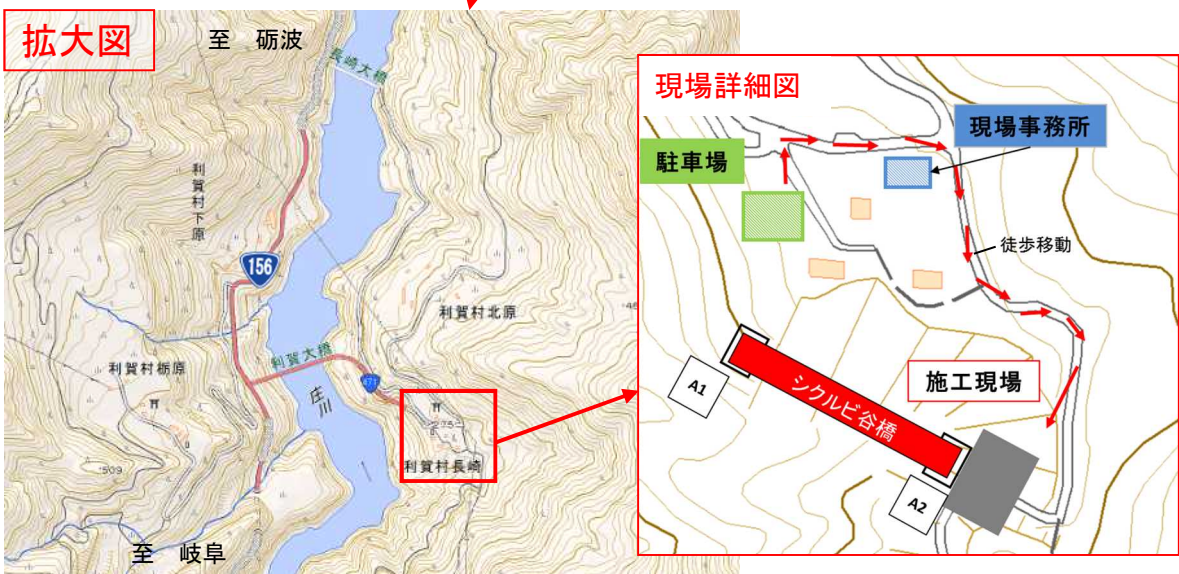 拡大図
至 砺波
長崎大橋
利賀村下原
156
利賀村北原
利賀大橋
利賀村栃原
471
庄川
509
利賀村長崎
至 岐阜
現場詳細図
現場事務所
駐車場
徒歩移動
施工現場
A1
シクルビ谷橋
A2